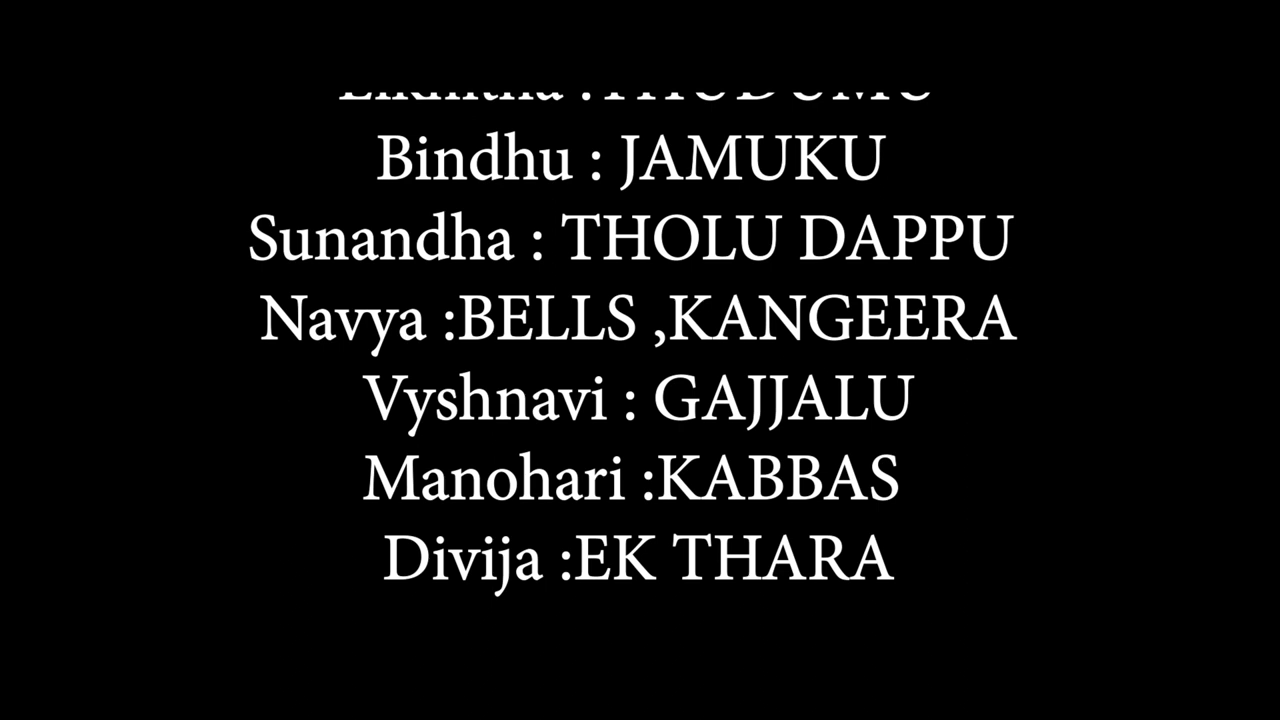 Bindhu : JAMUKU
Sunandha : THOLU DAPPU
Navya :BELLS ,KANGEERA
Vyshnavi : GAJJALU
Manohari :KABBAS
Divija :EK THARA